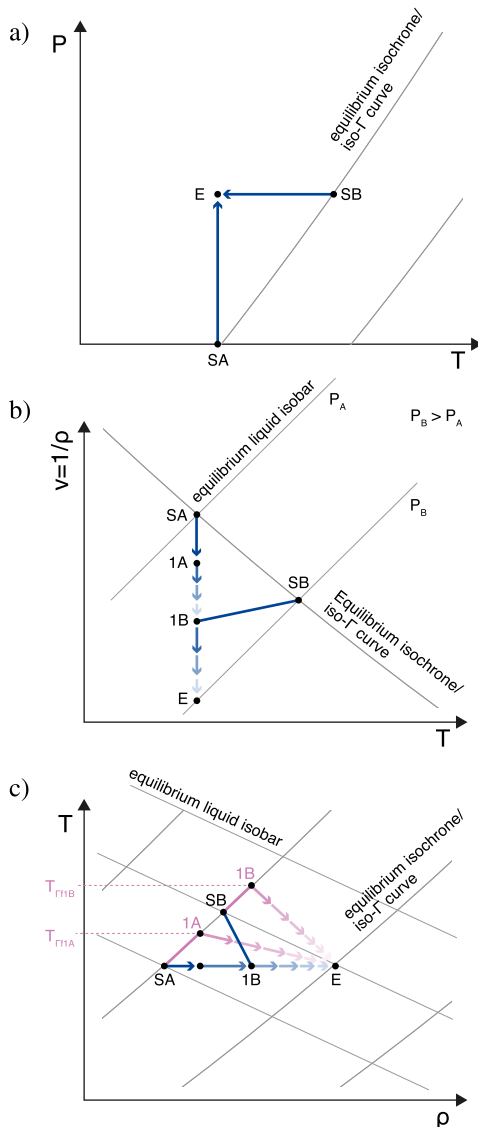 a)
P
equilibrium isochrone/
iso-Γ curve
E
SB
SA
T
b)
v=1/ρ
equilibrium liquid isobar
P_A
P_B > P_A
SA
P_B
1A
SB
1B
Equilibrium isochrone/
iso-Γ curve
E
T
c)
equilibrium liquid isobar
T
equilibrium isochrone/
iso-Γ curve
1B
T_Γf1B
SB
1A
T_Γf1A
SA
1B
E
ρ